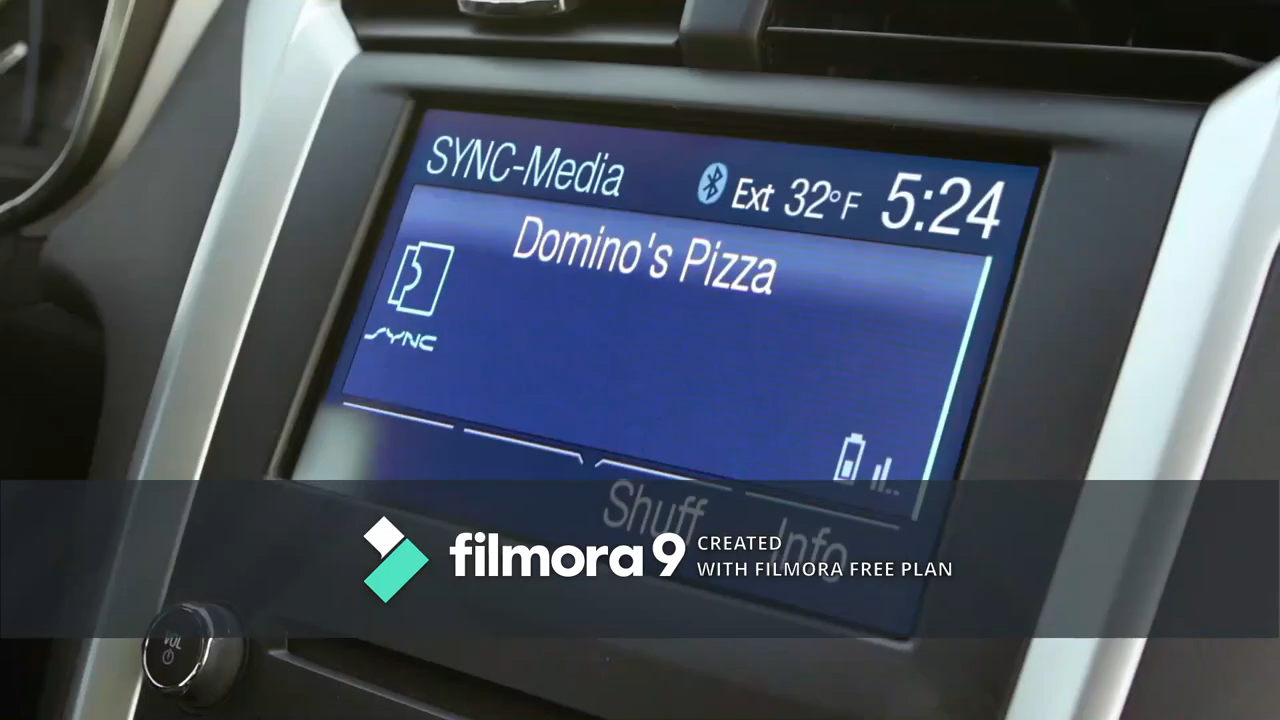 SYNC-Media
Ext 32°F 5:24
Domino's Pizza
SYNC
Shuff Info
filmora9 CREATED
WITH FILMORA FREE PLAN
VOL